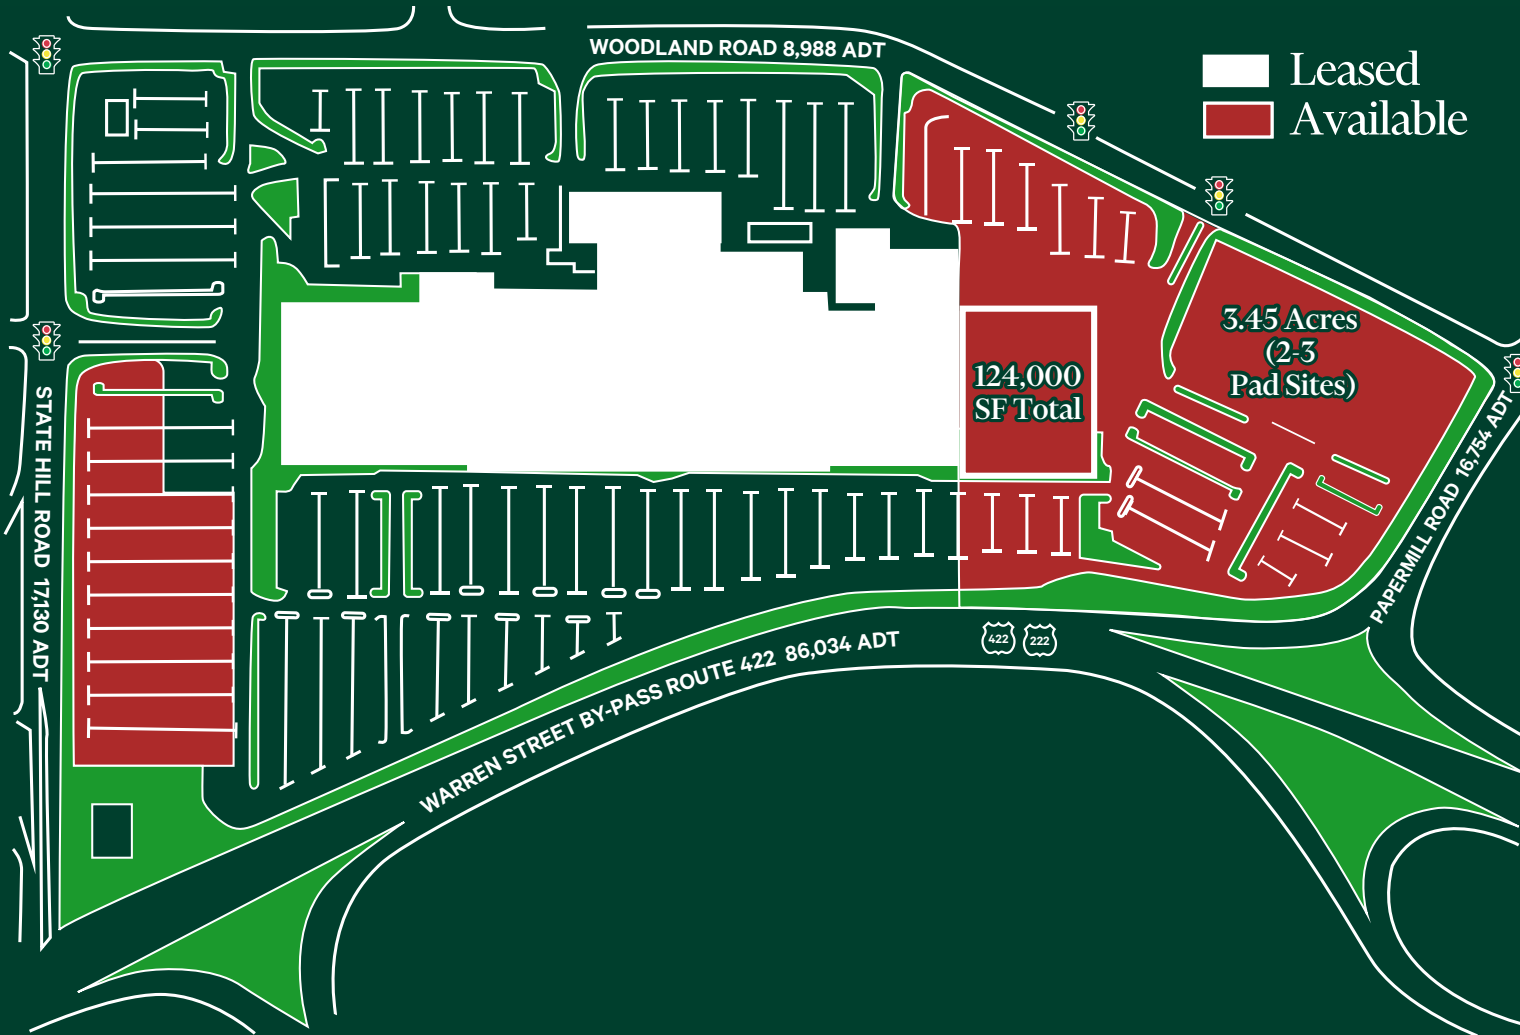 WOODLAND ROAD 8,988 ADT
Leased
Available
3.45 Acres
(2-3
Pad Sites)
124,000
SF Total
STATE HILL ROAD 17,130 ADT
PAPERMILL ROAD 16,754 ADT
WARREN STREET BY-PASS ROUTE 422 86,034 ADT
422
222